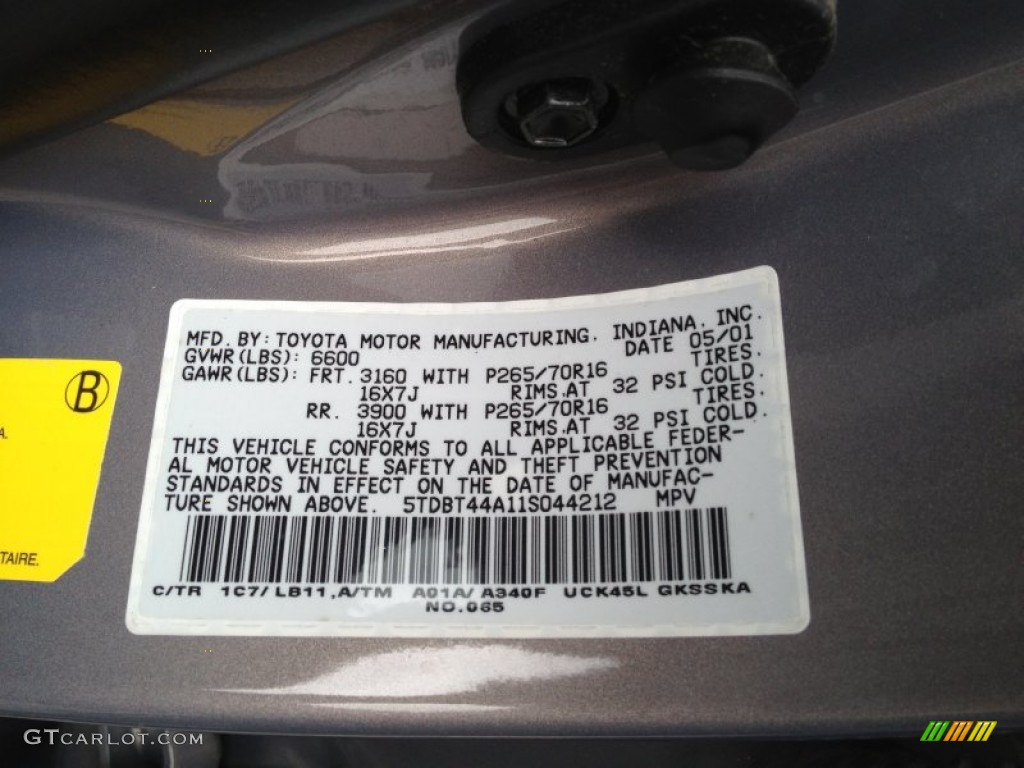 MFD. BY: TOYOTA MOTOR MANUFACTURING, INDIANA, INC.
GVWR(LBS): 6600 DATE 05/01
GAWR(LBS): FRT. 3160 WITH P265/70R16 TIRES.
16X7J RIMS.AT 32 PSI COLD.
RR. 3900 WITH P265/70R16 TIRES.
16X7J RIMS.AT 32 PSI COLD.
THIS VEHICLE CONFORMS TO ALL APPLICABLE FEDER-
AL MOTOR VEHICLE SAFETY AND THEFT PREVENTION
STANDARDS IN EFFECT ON THE DATE OF MANUFAC-
TURE SHOWN ABOVE. 5TDBT44A11S044212 MPV
C/TR 1C7/LB11,A/TM A01A/A340F UCK45L GKSSKA
NO.065
B
A.
TAIRE.
GTCARLOT.COM